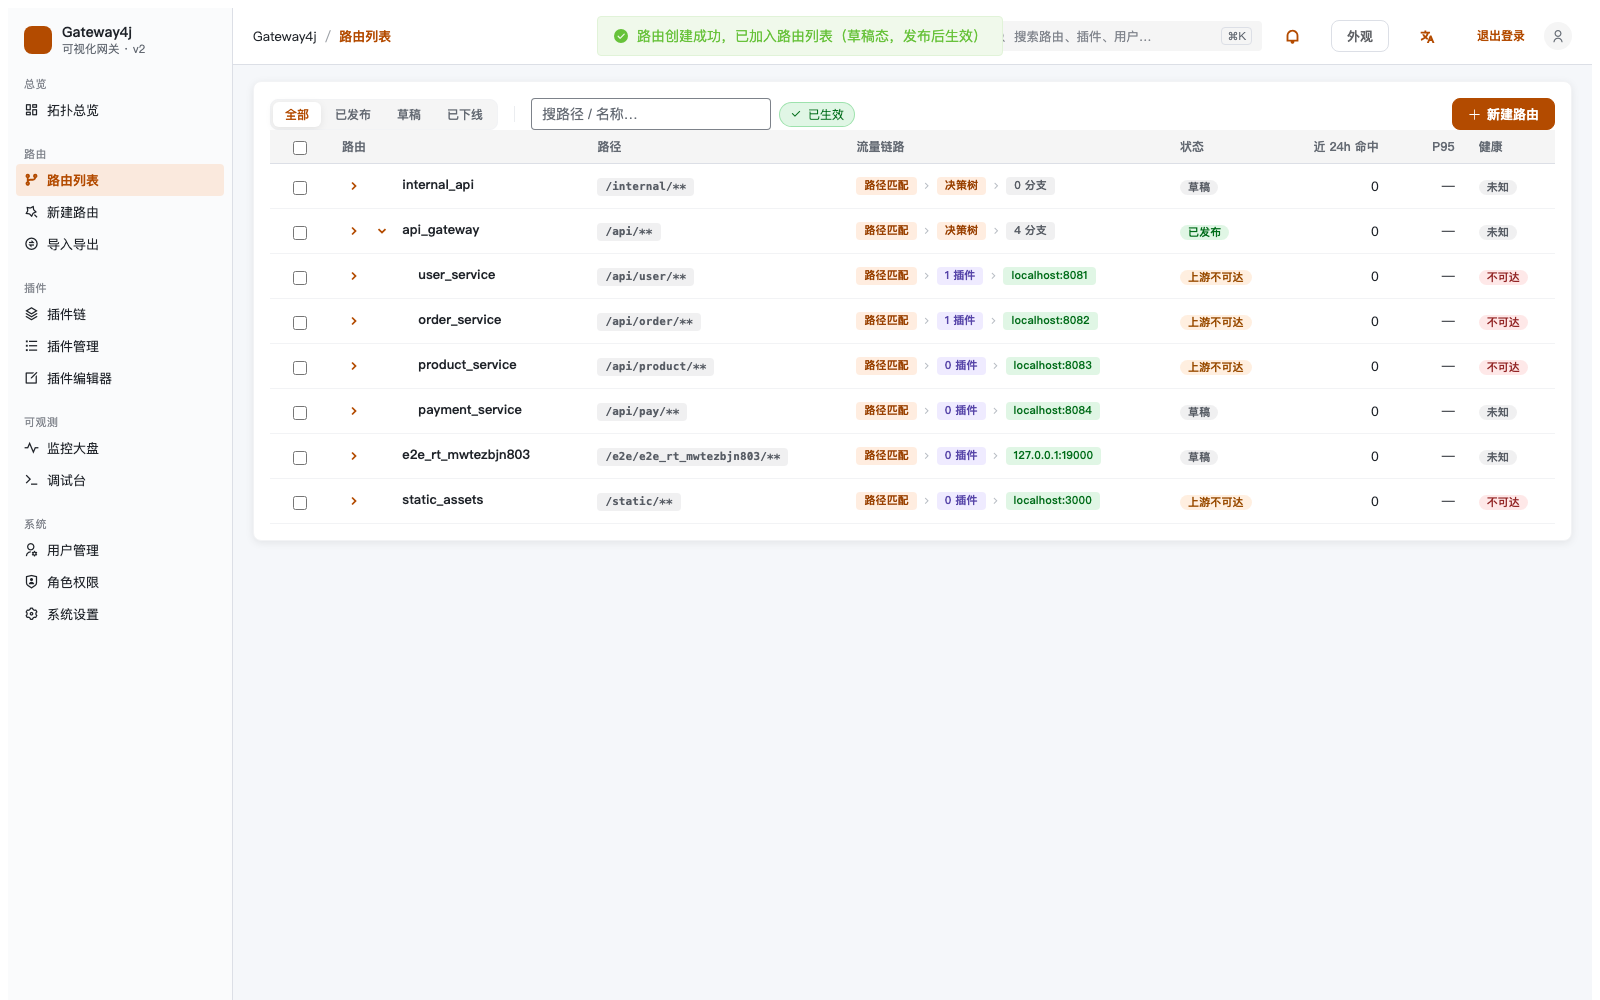 Gateway4j
可视化网关 · v2
总览
拓扑总览
路由
路由列表
新建路由
导入导出
插件
插件链
插件管理
插件编辑器
可观测
监控大盘
调试台
系统
用户管理
角色权限
系统设置
Gateway4j / 路由列表
路由创建成功，已加入路由列表（草稿态，发布后生效）
搜索路由、插件、用户... ⌘K
外观
退出登录
全部 已发布 草稿 已下线
搜路径 / 名称...
已生效
新建路由
路由 路径 流量链路 状态 近 24h 命中 P95 健康
internal_api /internal/** 路径匹配 › 决策树 › 0 分支 草稿 0 — 未知
api_gateway /api/** 路径匹配 › 决策树 › 4 分支 已发布 0 — 未知
user_service /api/user/** 路径匹配 › 1 插件 › localhost:8081 上游不可达 0 — 不可达
order_service /api/order/** 路径匹配 › 1 插件 › localhost:8082 上游不可达 0 — 不可达
product_service /api/product/** 路径匹配 › 0 插件 › localhost:8083 上游不可达 0 — 不可达
payment_service /api/pay/** 路径匹配 › 0 插件 › localhost:8084 草稿 0 — 未知
e2e_rt_mwtezbjn803 /e2e/e2e_rt_mwtezbjn803/** 路径匹配 › 0 插件 › 127.0.0.1:19000 草稿 0 — 未知
static_assets /static/** 路径匹配 › 0 插件 › localhost:3000 上游不可达 0 — 不可达